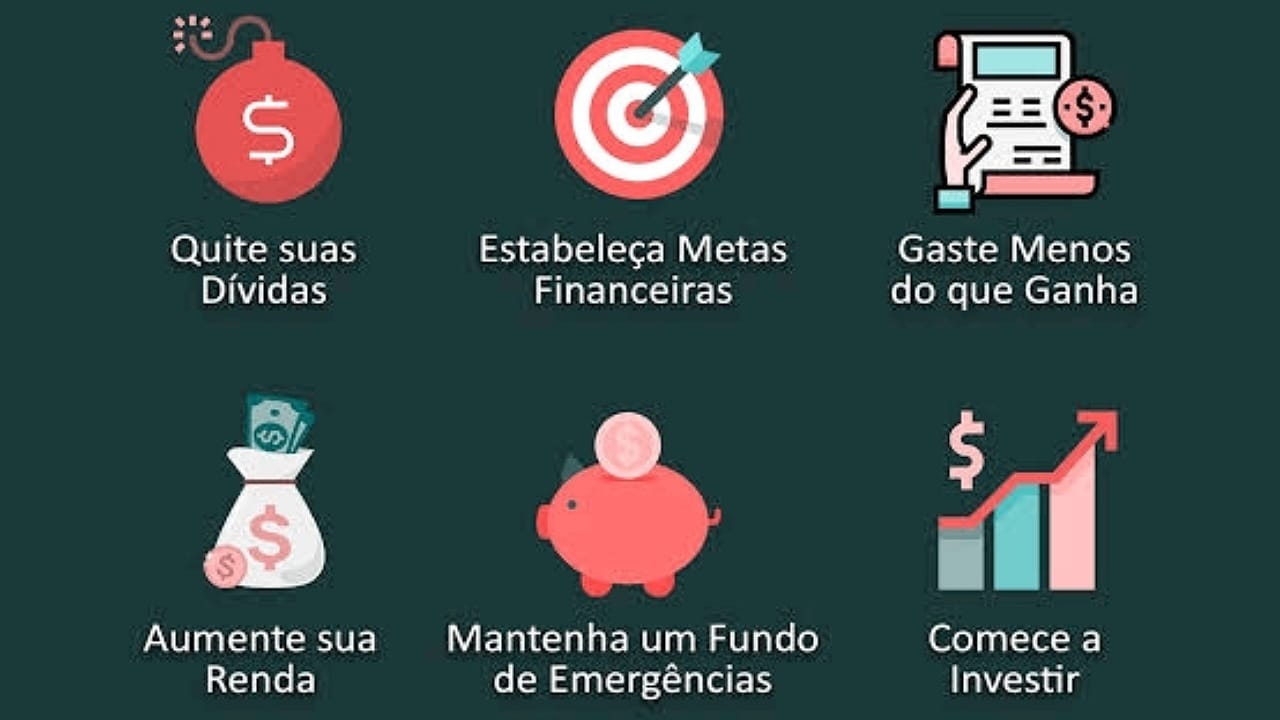 Quite suas
Dívidas
Estabeleça Metas
Financeiras
Gaste Menos
do que Ganha
Aumente sua
Renda
Mantenha um Fundo
de Emergências
Comece a
Investir